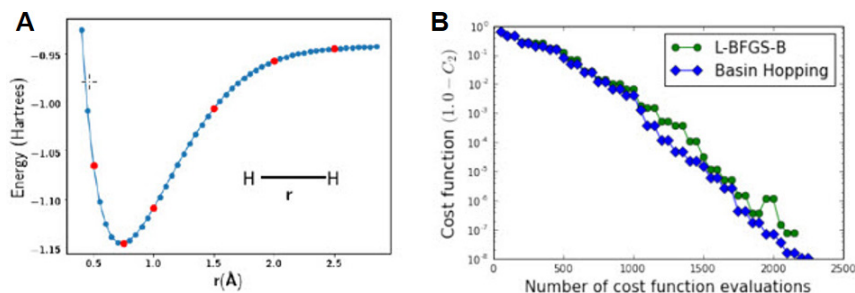 A
Energy (Hartrees)
−0.95
−1.00
−1.05
−1.10
−1.15
H H
r
0.5 1.0 1.5 2.0 2.5
r(Å)
B
Cost function (1.0−C₂)
10⁰
10⁻¹
10⁻²
10⁻³
10⁻⁴
10⁻⁵
10⁻⁶
10⁻⁷
10⁻⁸
L-BFGS-B
Basin Hopping
0 500 1000 1500 2000 2500
Number of cost function evaluations